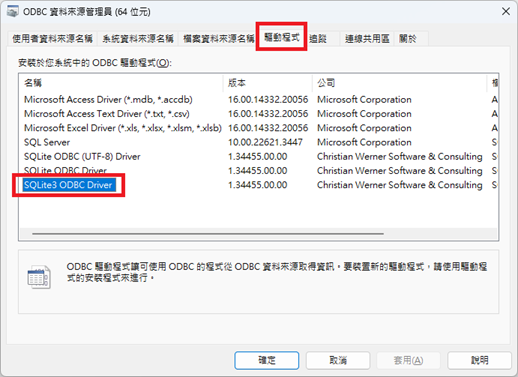 ODBC 資料來源管理員 (64 位元)
使用者資料來源名稱 系統資料來源名稱 檔案資料來源名稱 驅動程式 追蹤 連線共用區 關於
安裝於您系統中的 ODBC 驅動程式(O):
名稱 版本 公司
Microsoft Access Driver (*.mdb, *.accdb) 16.00.14332.20056 Microsoft Corporation A
Microsoft Access Text Driver (*.txt, *.csv) 16.00.14332.20056 Microsoft Corporation A
Microsoft Excel Driver (*.xls, *.xlsx, *.xlsm, *.xlsb) 16.00.14332.20056 Microsoft Corporation A
SQL Server 10.00.22621.3447 Microsoft Corporation S
SQLite ODBC (UTF-8) Driver 1.34455.00.00 Christian Werner Software & Consulting S
SQLite ODBC Driver 1.34455.00.00 Christian Werner Software & Consulting S
SQLite3 ODBC Driver 1.34455.00.00 Christian Werner Software & Consulting S
ODBC 驅動程式讓可使用 ODBC 的程式從 ODBC 資料來源取得資訊。要裝置新的驅動程式，請使用驅動程
式的安裝程式來進行。
確定 取消 套用(A) 說明